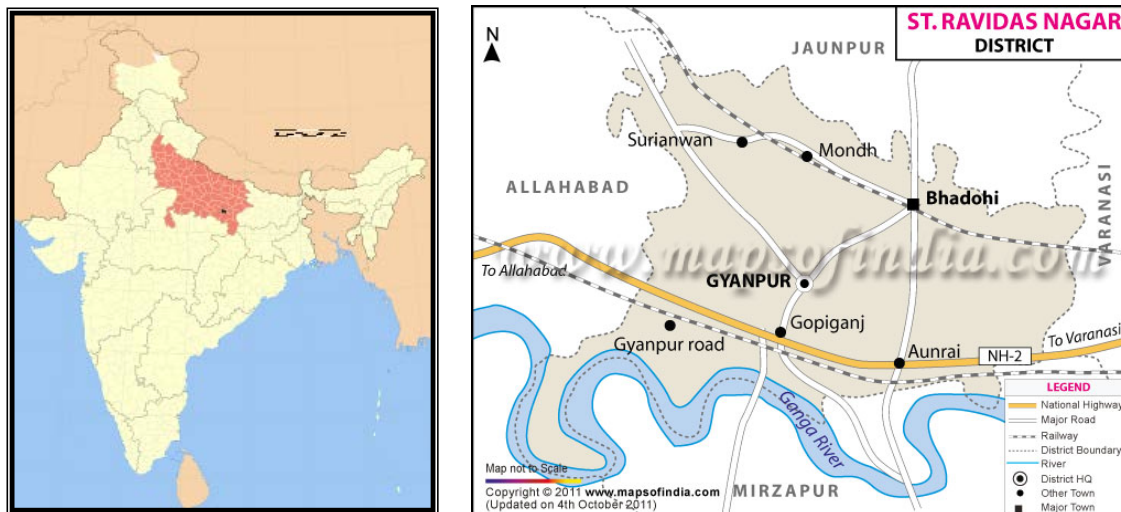 N
ST. RAVIDAS NAGAR
DISTRICT
JAUNPUR
Surianwan
Mondh
ALLAHABAD
Bhadohi
VARANASI
www.mapsofindia.com
To Allahabad
GYANPUR
Gopiganj
Gyanpur road
Aunrai
To Varanasi
NH-2
Ganga River
LEGEND
National Highway
Major Road
Railway
District Boundary
River
District HQ
Other Town
Major Town
Map not to Scale
Copyright © 2011 www.mapsofindia.com
(Updated on 4th October 2011)
MIRZAPUR